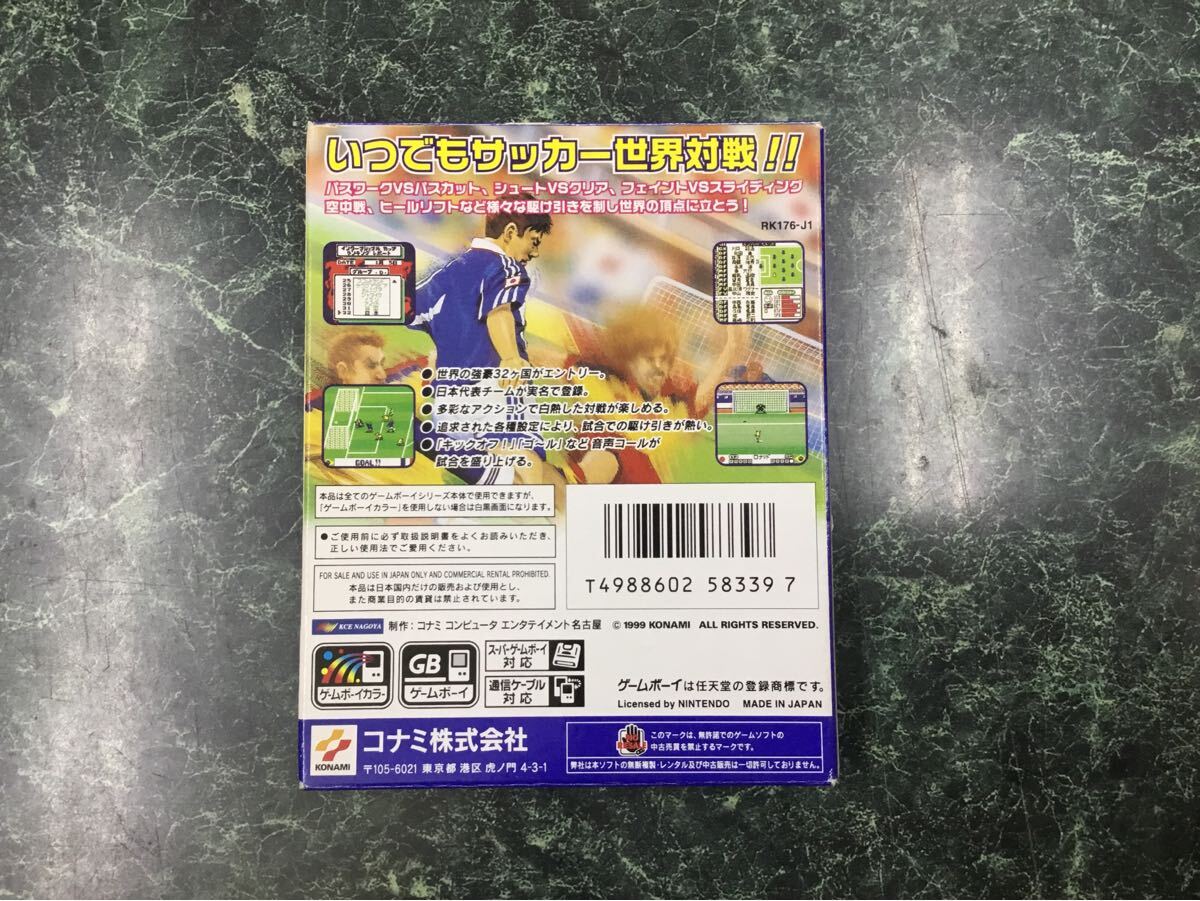 いつでもサッカー世界対戦!!
パスワークVSパスカット、シュートVSクリア、フェイントVSスライディング
空中戦、ヒールリフトなど様々な駆け引きを制し世界の頂点に立とう!
RK176-J1
● 世界の強豪32ヶ国がエントリー。
● 日本代表チームが実名で登録。
● 多彩なアクションで白熱した対戦が楽しめる。
● 追求された各種設定により、試合での駆け引きが熱い。
● 「キックオフ!」「ゴ〜ル」など音声コールが
試合を盛り上げる。
GOAL!!
本品は全てのゲームボーイシリーズ本体で使用できますが、
「ゲームボーイカラー」を使用しない場合は白黒画面になります。
●ご使用前に必ず取扱説明書をよくお読みいただき、
正しい使用法でご愛用ください。
FOR SALE AND USE IN JAPAN ONLY AND COMMERCIAL RENTAL PROHIBITED.
本品は日本国内だけの販売および使用とし、
また商業目的の賃貸は禁止されています。
T4988602 58339 7
KCE NAGOYA 制作:コナミ コンピュータ エンタテイメント名古屋 ©1999 KONAMI ALL RIGHTS RESERVED.
ゲームボーイカラー
GB
ゲームボーイ
スーパーゲームボーイ
対応
通信ケーブル
対応
ゲームボーイは任天堂の登録商標です。
Licensed by NINTENDO MADE IN JAPAN
KONAMI
コナミ株式会社
〒105-6021 東京都 港区 虎ノ門 4-3-1
NO RESALE
このマークは、無許諾でのゲームソフトの
中古売買を禁止するマークです。
弊社は本ソフトの無断複製・レンタル及び中古販売は一切許可しておりません。